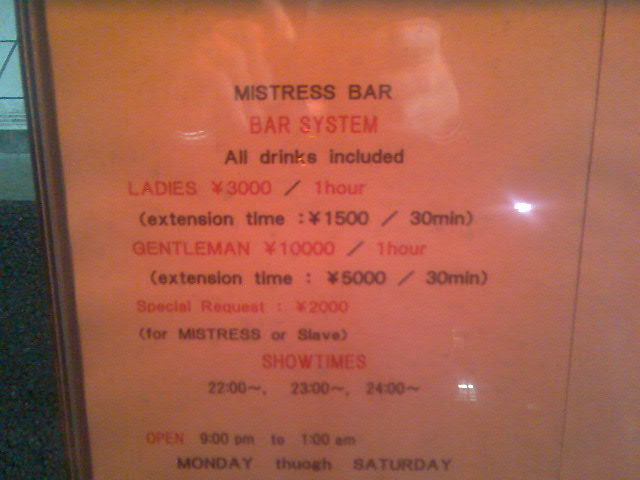 MISTRESS BAR
BAR SYSTEM
All drinks included
LADIES ¥3000 / 1hour
(extension time :¥1500 / 30min)
GENTLEMAN ¥10000 / 1hour
(extension time : ¥5000 / 30min)
Special Request : ¥2000
(for MISTRESS or Slave)
SHOWTIMES
22:00~, 23:00~, 24:00~
OPEN 9:00 pm to 1:00 am
MONDAY thuogh SATURDAY